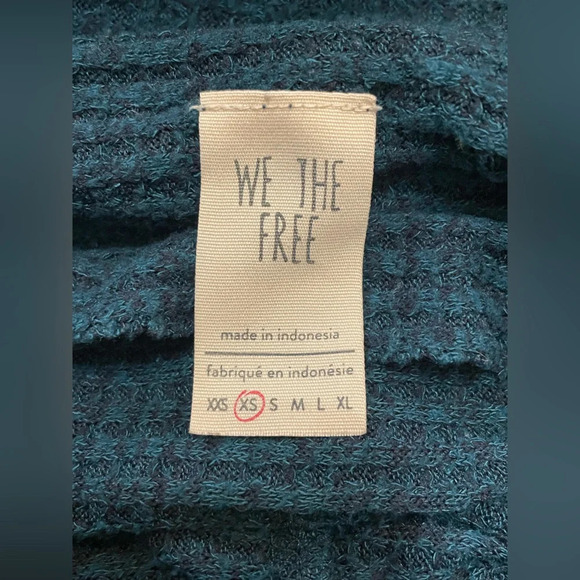 WE THE
FREE
made in indonesia
fabriqué en indonésie
XXS XS S M L XL